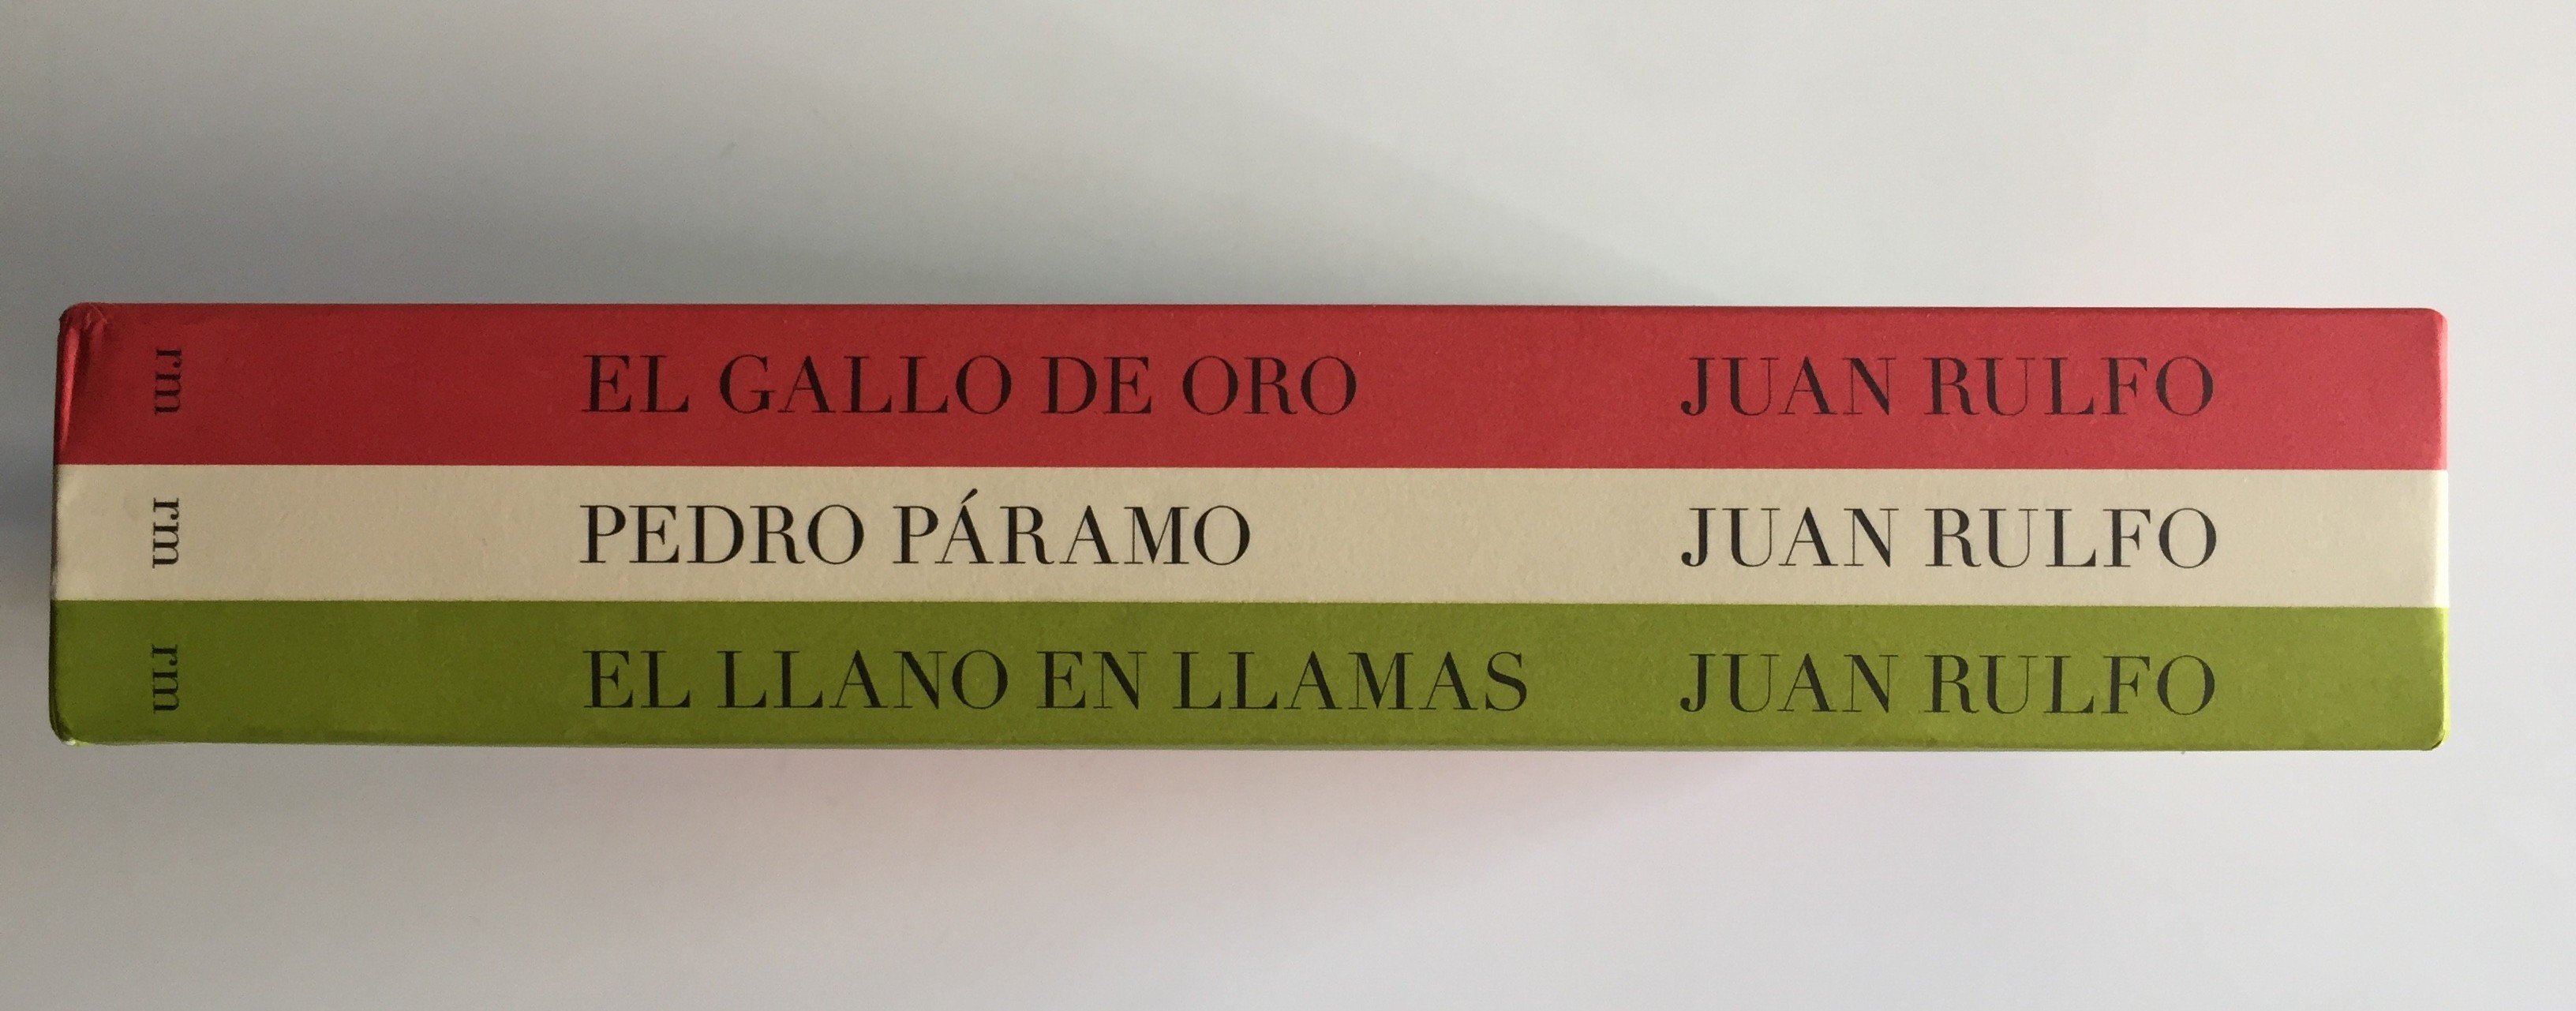 rm EL GALLO DE ORO JUAN RULFO
rm PEDRO PÁRAMO JUAN RULFO
rm EL LLANO EN LLAMAS JUAN RULFO